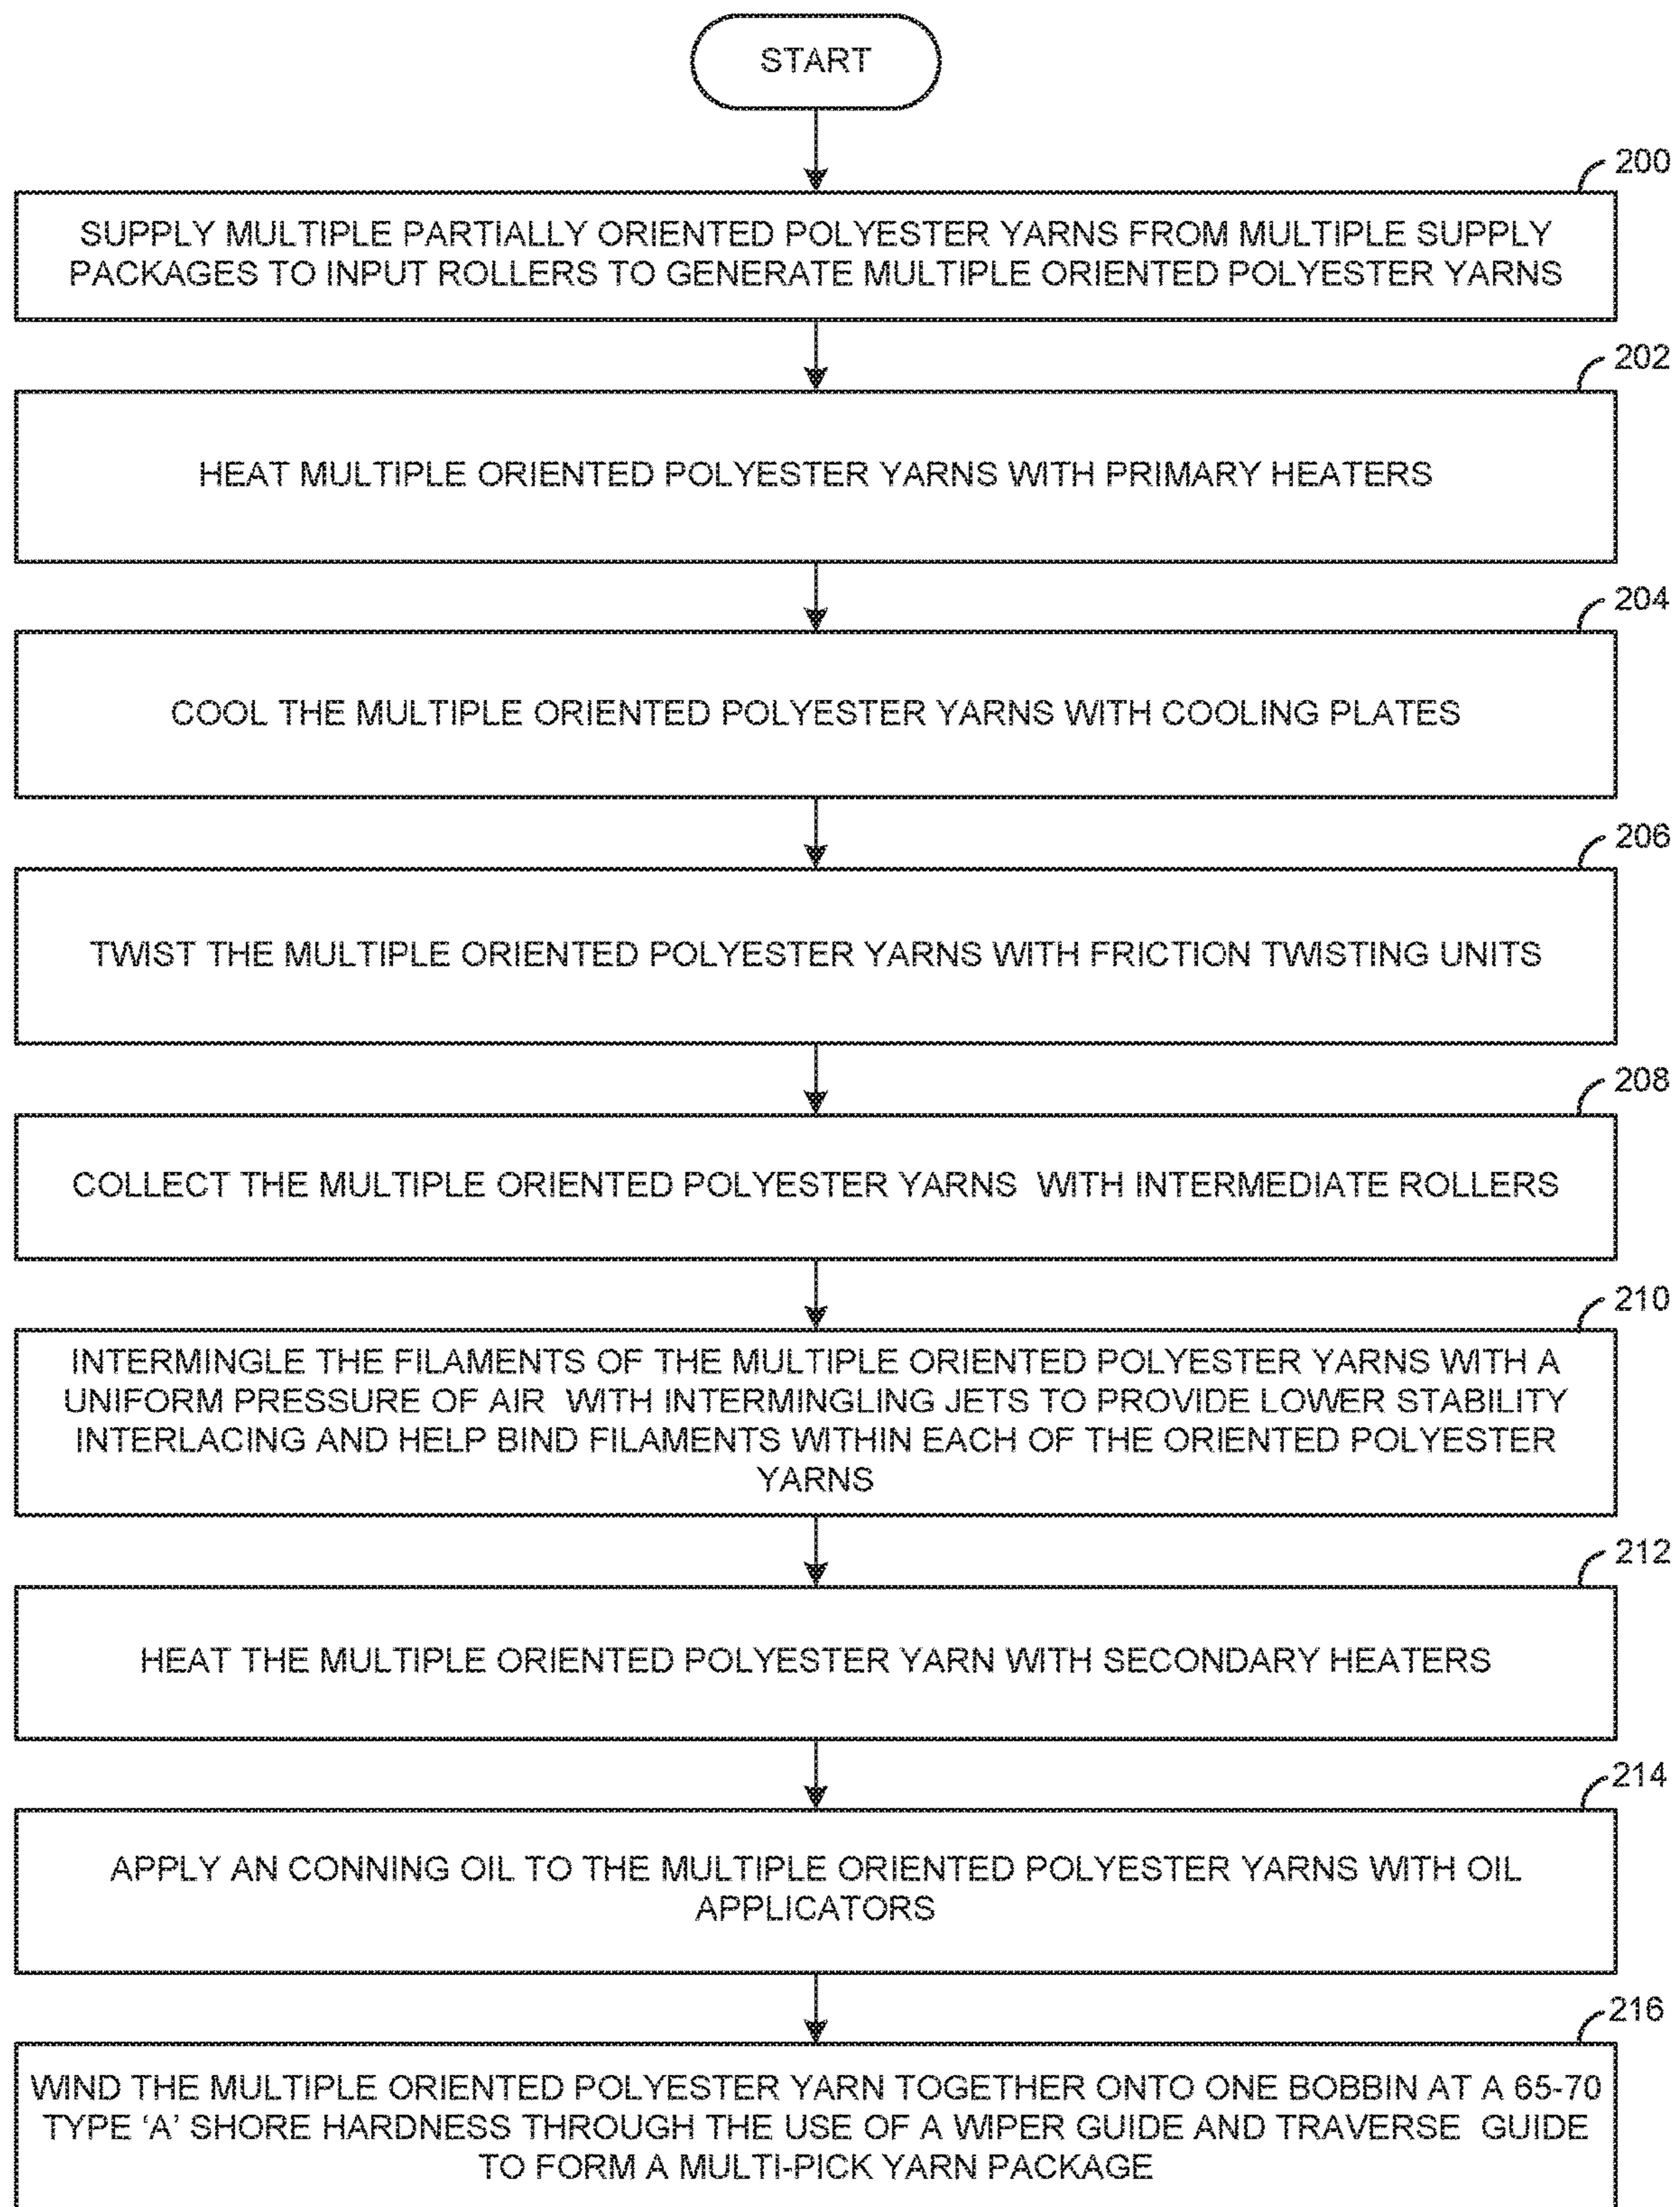 START
200
SUPPLY MULTIPLE PARTIALLY ORIENTED POLYESTER YARNS FROM MULTIPLE SUPPLY
PACKAGES TO INPUT ROLLERS TO GENERATE MULTIPLE ORIENTED POLYESTER YARNS
202
HEAT MULTIPLE ORIENTED POLYESTER YARNS WITH PRIMARY HEATERS
204
COOL THE MULTIPLE ORIENTED POLYESTER YARNS WITH COOLING PLATES
206
TWIST THE MULTIPLE ORIENTED POLYESTER YARNS WITH FRICTION TWISTING UNITS
208
COLLECT THE MULTIPLE ORIENTED POLYESTER YARNS WITH INTERMEDIATE ROLLERS
210
INTERMINGLE THE FILAMENTS OF THE MULTIPLE ORIENTED POLYESTER YARNS WITH A
UNIFORM PRESSURE OF AIR WITH INTERMINGLING JETS TO PROVIDE LOWER STABILITY
INTERLACING AND HELP BIND FILAMENTS WITHIN EACH OF THE ORIENTED POLYESTER
YARNS
212
HEAT THE MULTIPLE ORIENTED POLYESTER YARN WITH SECONDARY HEATERS
214
APPLY AN CONNING OIL TO THE MULTIPLE ORIENTED POLYESTER YARNS WITH OIL
APPLICATORS
216
WIND THE MULTIPLE ORIENTED POLYESTER YARN TOGETHER ONTO ONE BOBBIN AT A 65-70
TYPE ‘A’ SHORE HARDNESS THROUGH THE USE OF A WIPER GUIDE AND TRAVERSE GUIDE
TO FORM A MULTI-PICK YARN PACKAGE